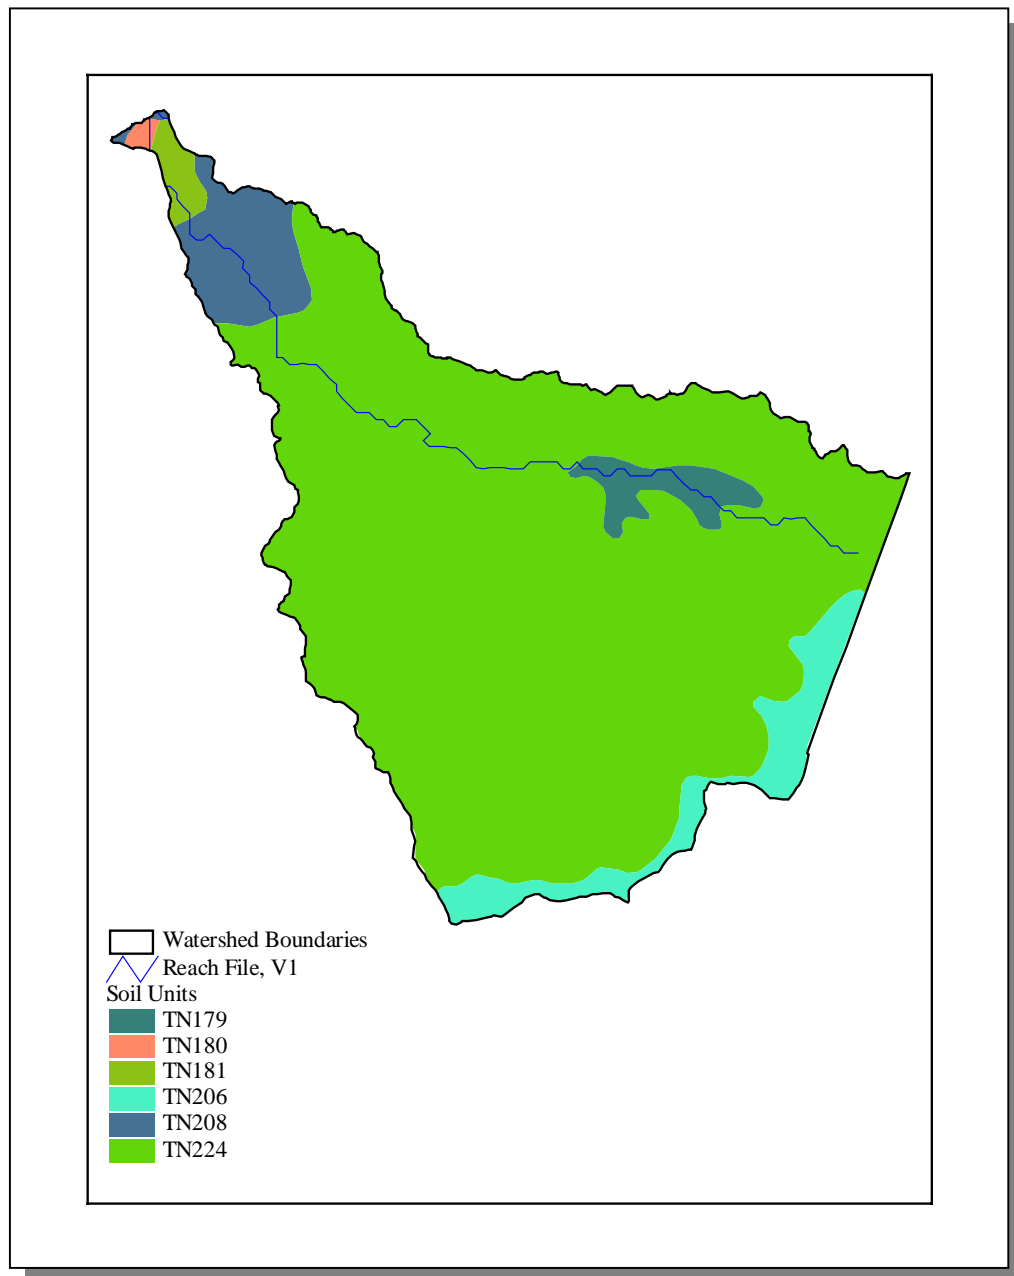 Watershed Boundaries
Reach File, V1
Soil Units
TN179
TN180
TN181
TN206
TN208
TN224